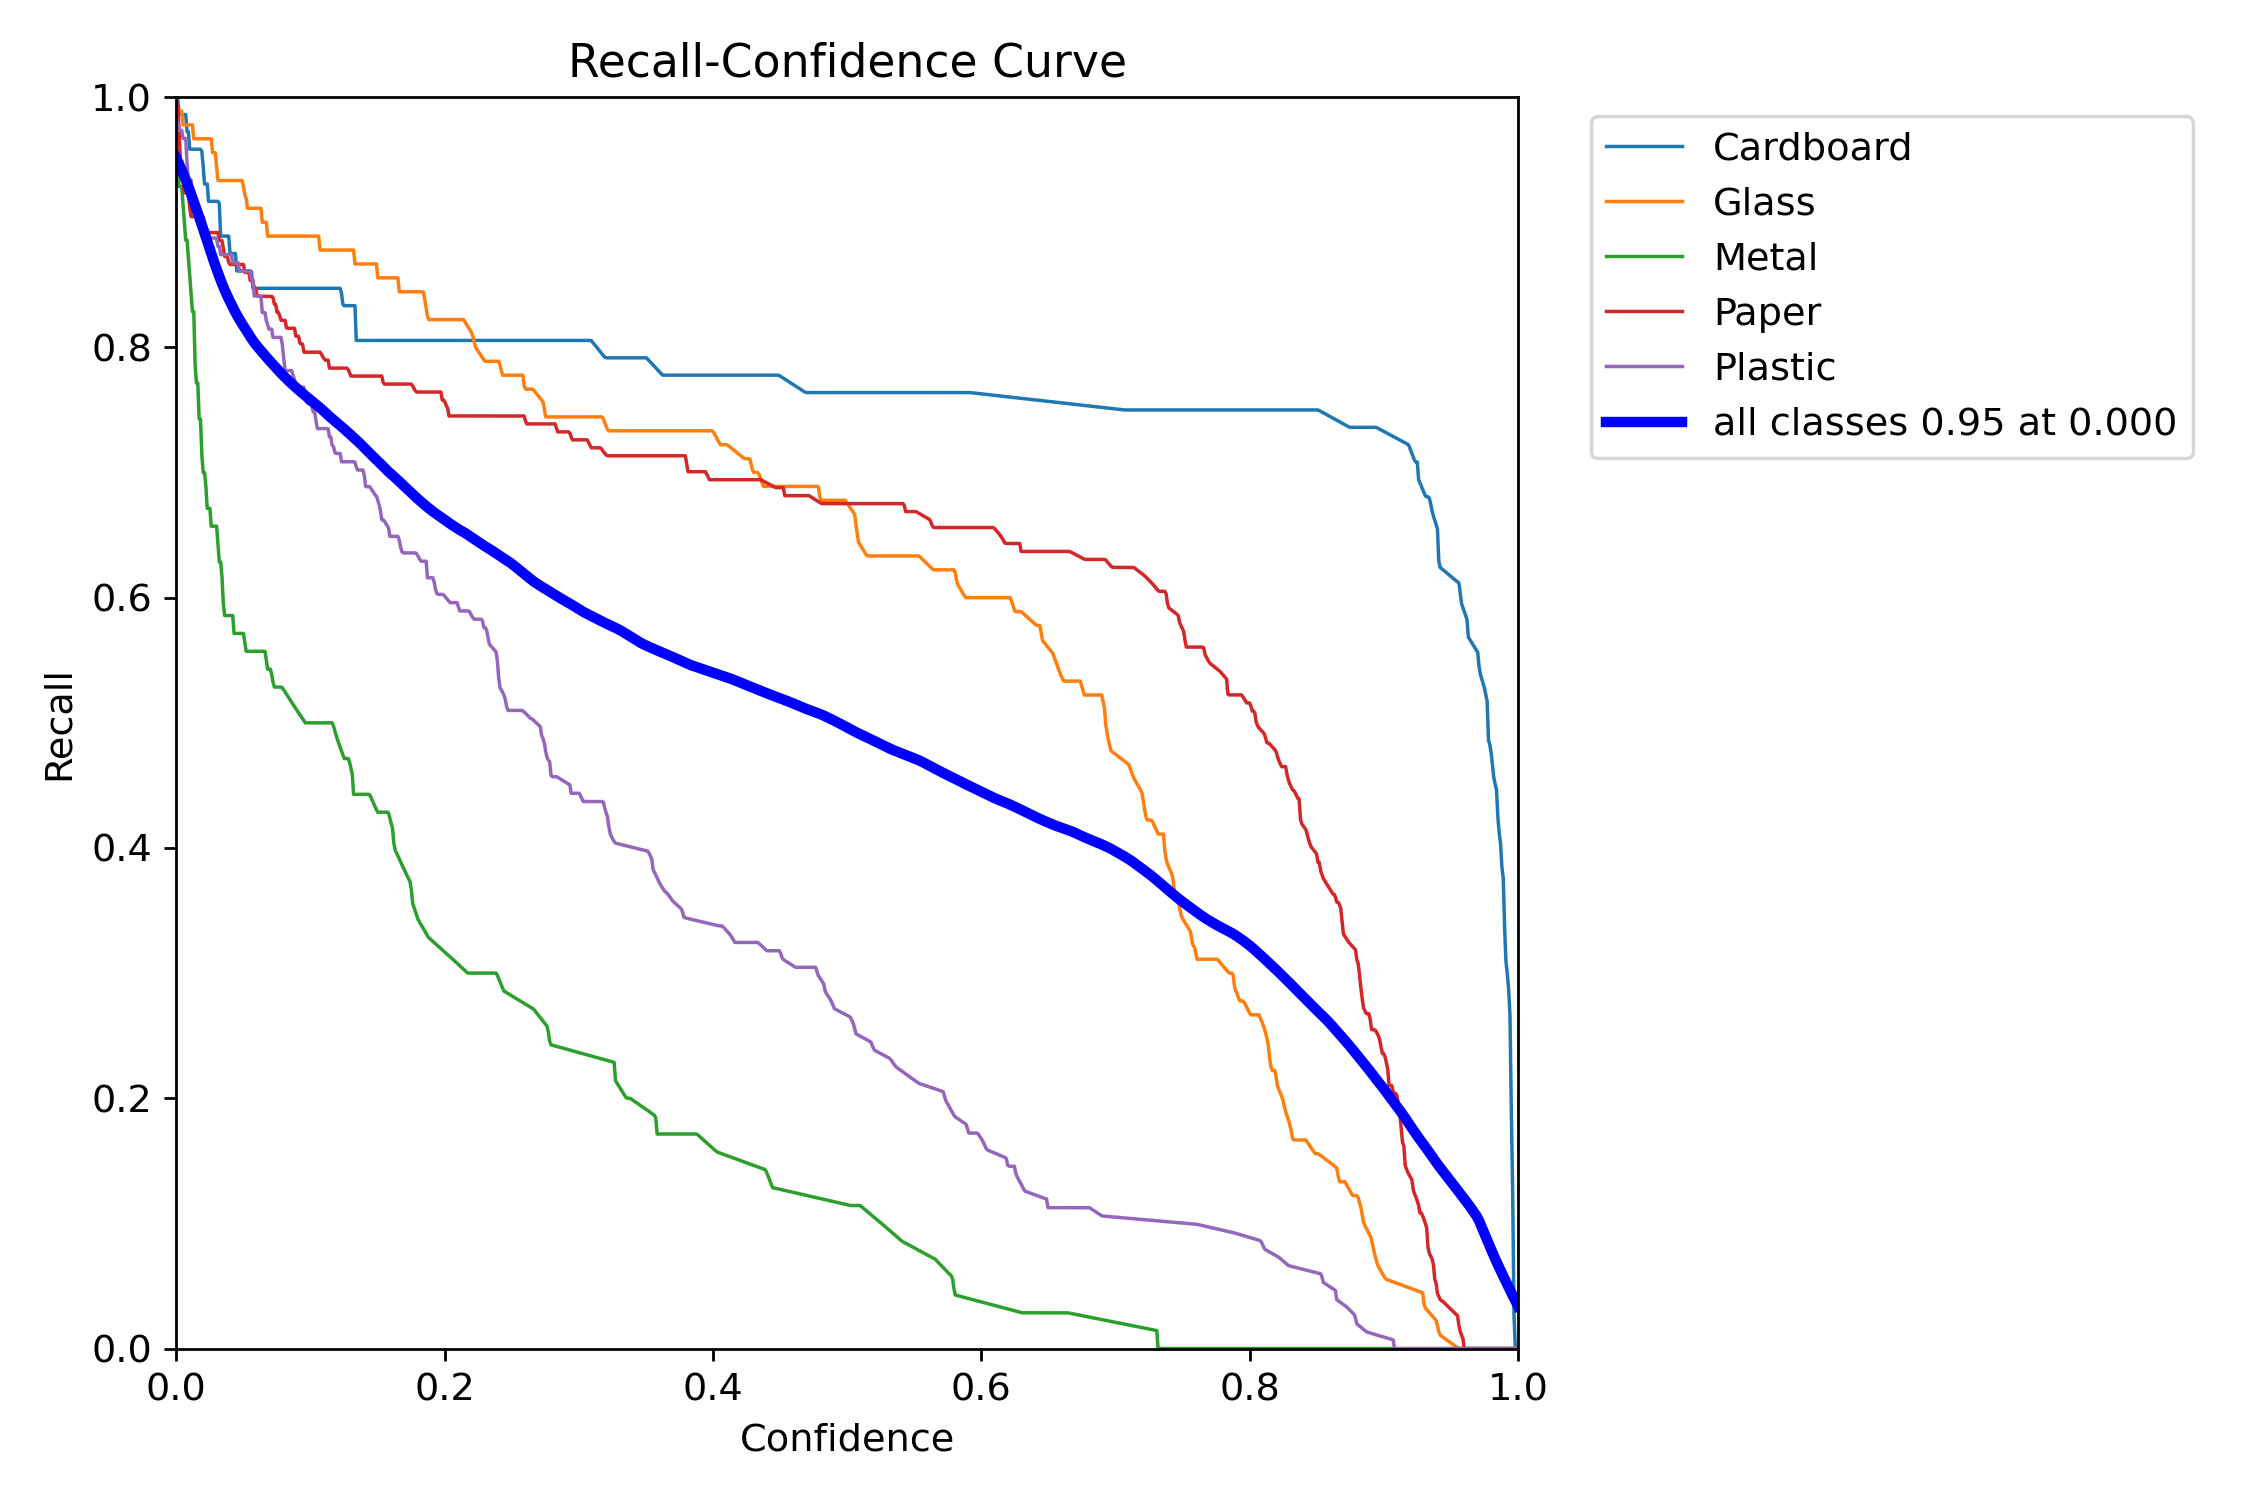 Recall-Confidence Curve
1.0
0.8
0.6
0.4
0.2
0.0
Recall
0.0 0.2 0.4 0.6 0.8 1.0
Confidence
Cardboard
Glass
Metal
Paper
Plastic
all classes 0.95 at 0.000